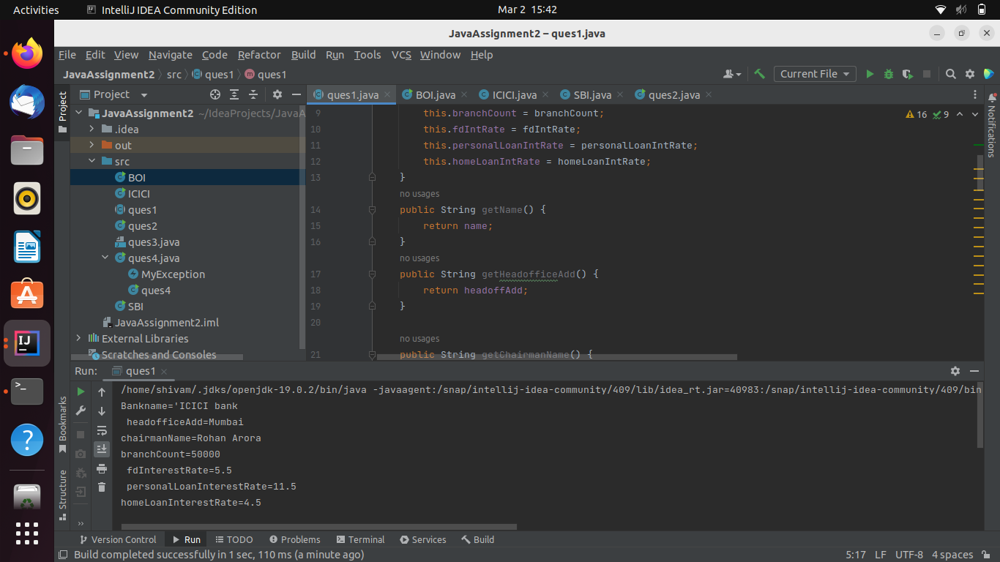 Activities
IntelliJ IDEA Community Edition
Mar 2 15:42
JavaAssignment2 – ques1.java
File Edit View Navigate Code Refactor Build Run Tools VCS Window Help
JavaAssignment2 src ques1 ques1
Current File
Project
Project
ques1.java
BOI.java
ICICI.java
SBI.java
ques2.java
Notifications
JavaAssignment2 ~/IdeaProjects/JavaA
.idea
out
src
BOI
ICICI
ques1
ques2
ques3.java
ques4.java
MyException
ques4
SBI
JavaAssignment2.iml
External Libraries
Scratches and Consoles
16 9
9 this.branchCount = branchCount;
10 this.fdIntRate = fdIntRate;
11 this.personalLoanIntRate = personalLoanIntRate;
12 this.homeLoanIntRate = homeLoanIntRate;
13 }
no usages
14 public String getName() {
15 return name;
16 }
no usages
17 public String getHeadofficeAdd() {
18 return headoffAdd;
19 }
20
no usages
21 public String getChairmanName() {
Run: ques1
/home/shivam/.jdks/openjdk-19.0.2/bin/java -javaagent:/snap/intellij-idea-community/409/lib/idea_rt.jar=40983:/snap/intellij-idea-community/409/bin
Bankname='ICICI bank
headofficeAdd=Mumbai
chairmanName=Rohan Arora
branchCount=50000
fdInterestRate=5.5
personalLoanInterestRate=11.5
homeLoanInterestRate=4.5
Bookmarks
Structure
Version Control
Run
TODO
Problems
Terminal
Services
Build
Build completed successfully in 1 sec, 110 ms (a minute ago)
5:17 LF UTF-8 4 spaces